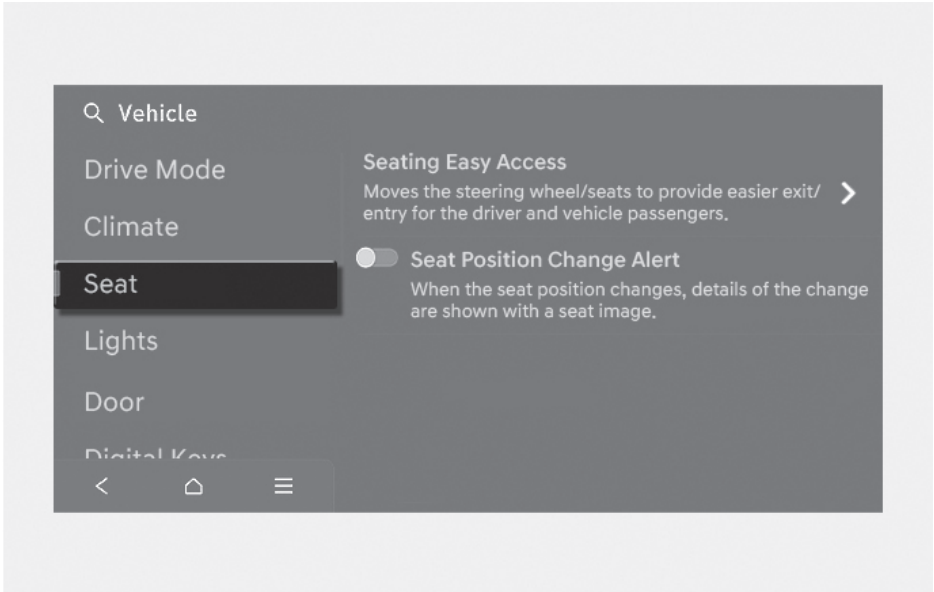 Vehicle
Drive Mode
Climate
Seat
Lights
Door
Digital Keys
Seating Easy Access
Moves the steering wheel/seats to provide easier exit/
entry for the driver and vehicle passengers.
Seat Position Change Alert
When the seat position changes, details of the change
are shown with a seat image.